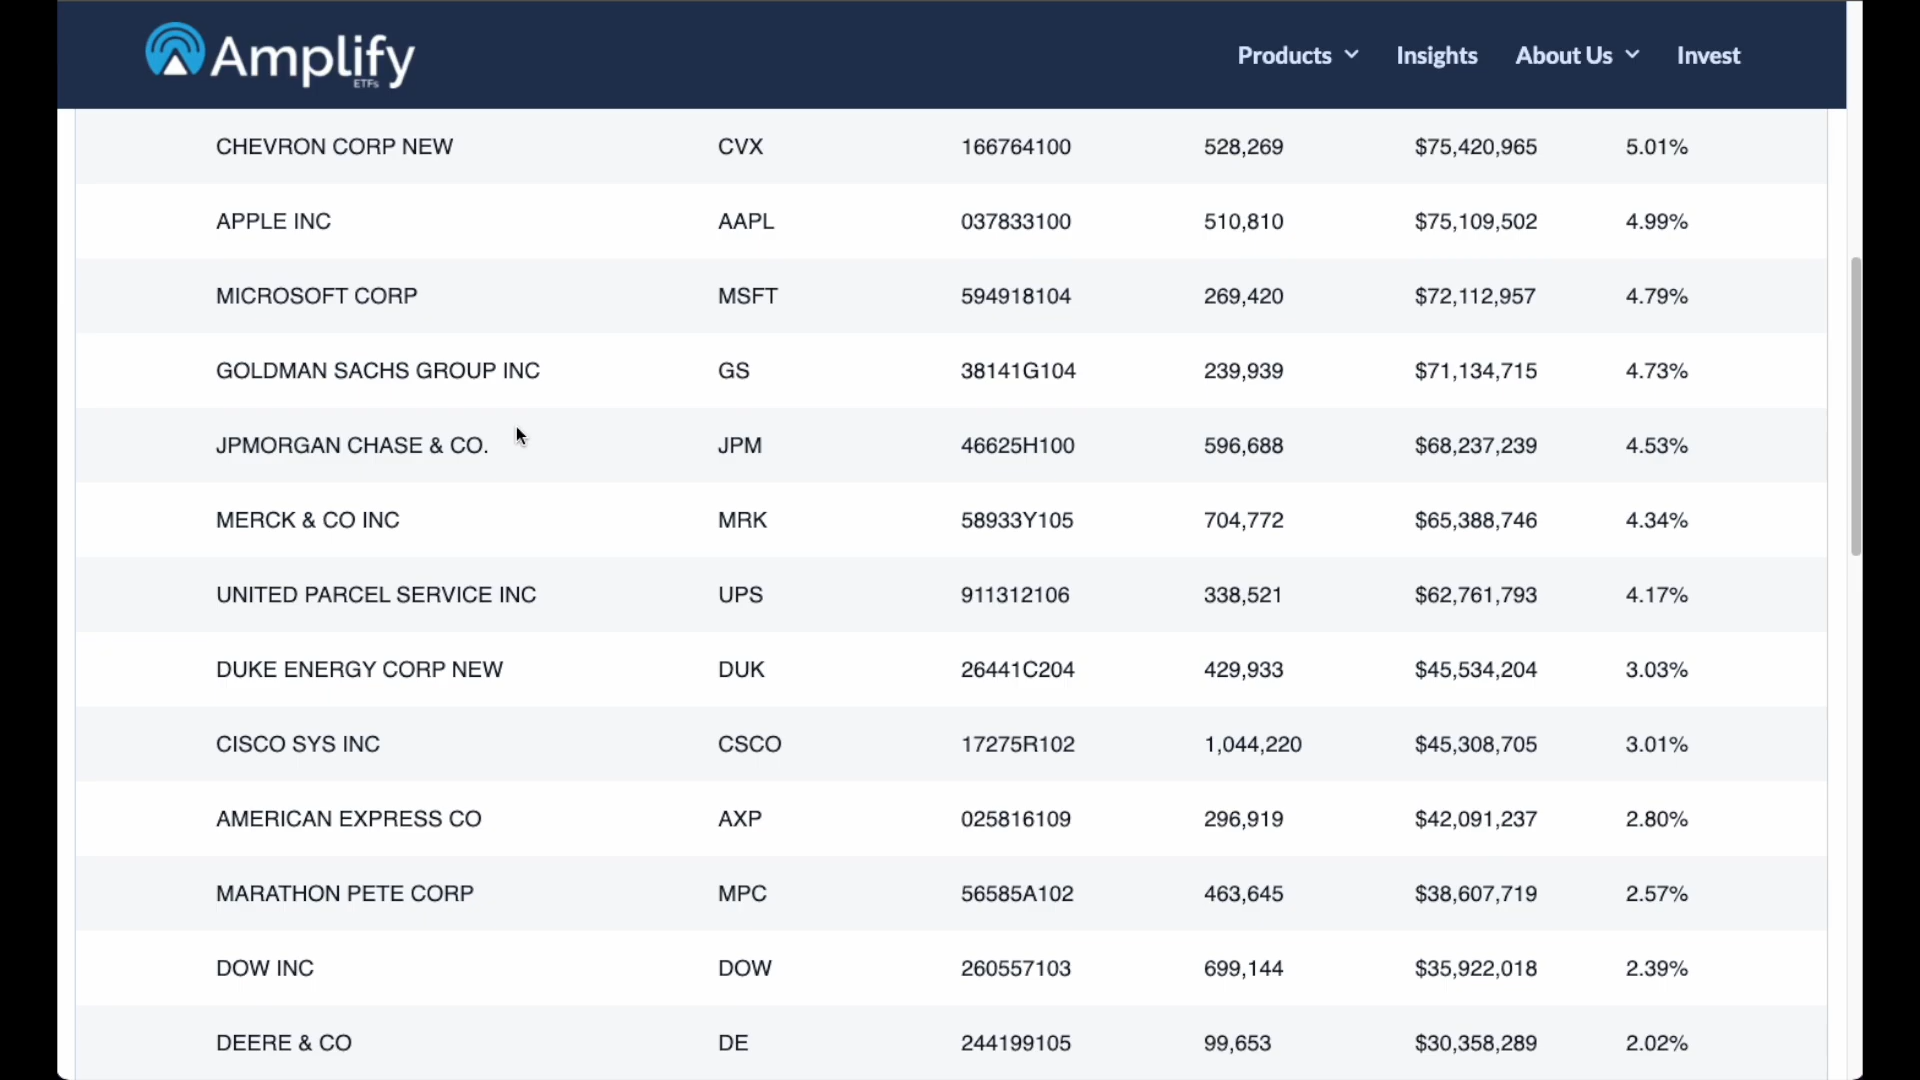 Amplify
ETFs
Products Insights About Us Invest
CHEVRON CORP NEW CVX 166764100 528,269 $75,420,965 5.01%
APPLE INC AAPL 037833100 510,810 $75,109,502 4.99%
MICROSOFT CORP MSFT 594918104 269,420 $72,112,957 4.79%
GOLDMAN SACHS GROUP INC GS 38141G104 239,939 $71,134,715 4.73%
JPMORGAN CHASE & CO. JPM 46625H100 596,688 $68,237,239 4.53%
MERCK & CO INC MRK 58933Y105 704,772 $65,388,746 4.34%
UNITED PARCEL SERVICE INC UPS 911312106 338,521 $62,761,793 4.17%
DUKE ENERGY CORP NEW DUK 26441C204 429,933 $45,534,204 3.03%
CISCO SYS INC CSCO 17275R102 1,044,220 $45,308,705 3.01%
AMERICAN EXPRESS CO AXP 025816109 296,919 $42,091,237 2.80%
MARATHON PETE CORP MPC 56585A102 463,645 $38,607,719 2.57%
DOW INC DOW 260557103 699,144 $35,922,018 2.39%
DEERE & CO DE 244199105 99,653 $30,358,289 2.02%